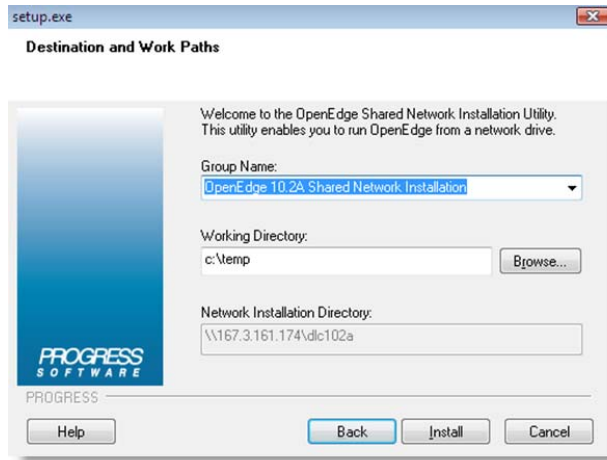 setup.exe
Destination and Work Paths
Welcome to the OpenEdge Shared Network Installation Utility.
This utility enables you to run OpenEdge from a network drive.
Group Name:
OpenEdge 10.2A Shared Network Installation
Working Directory:
c:\temp
Browse...
Network Installation Directory:
\\167.3.161.174\dlc102a
PROGRESS
SOFTWARE
PROGRESS
Help
Back
Install
Cancel